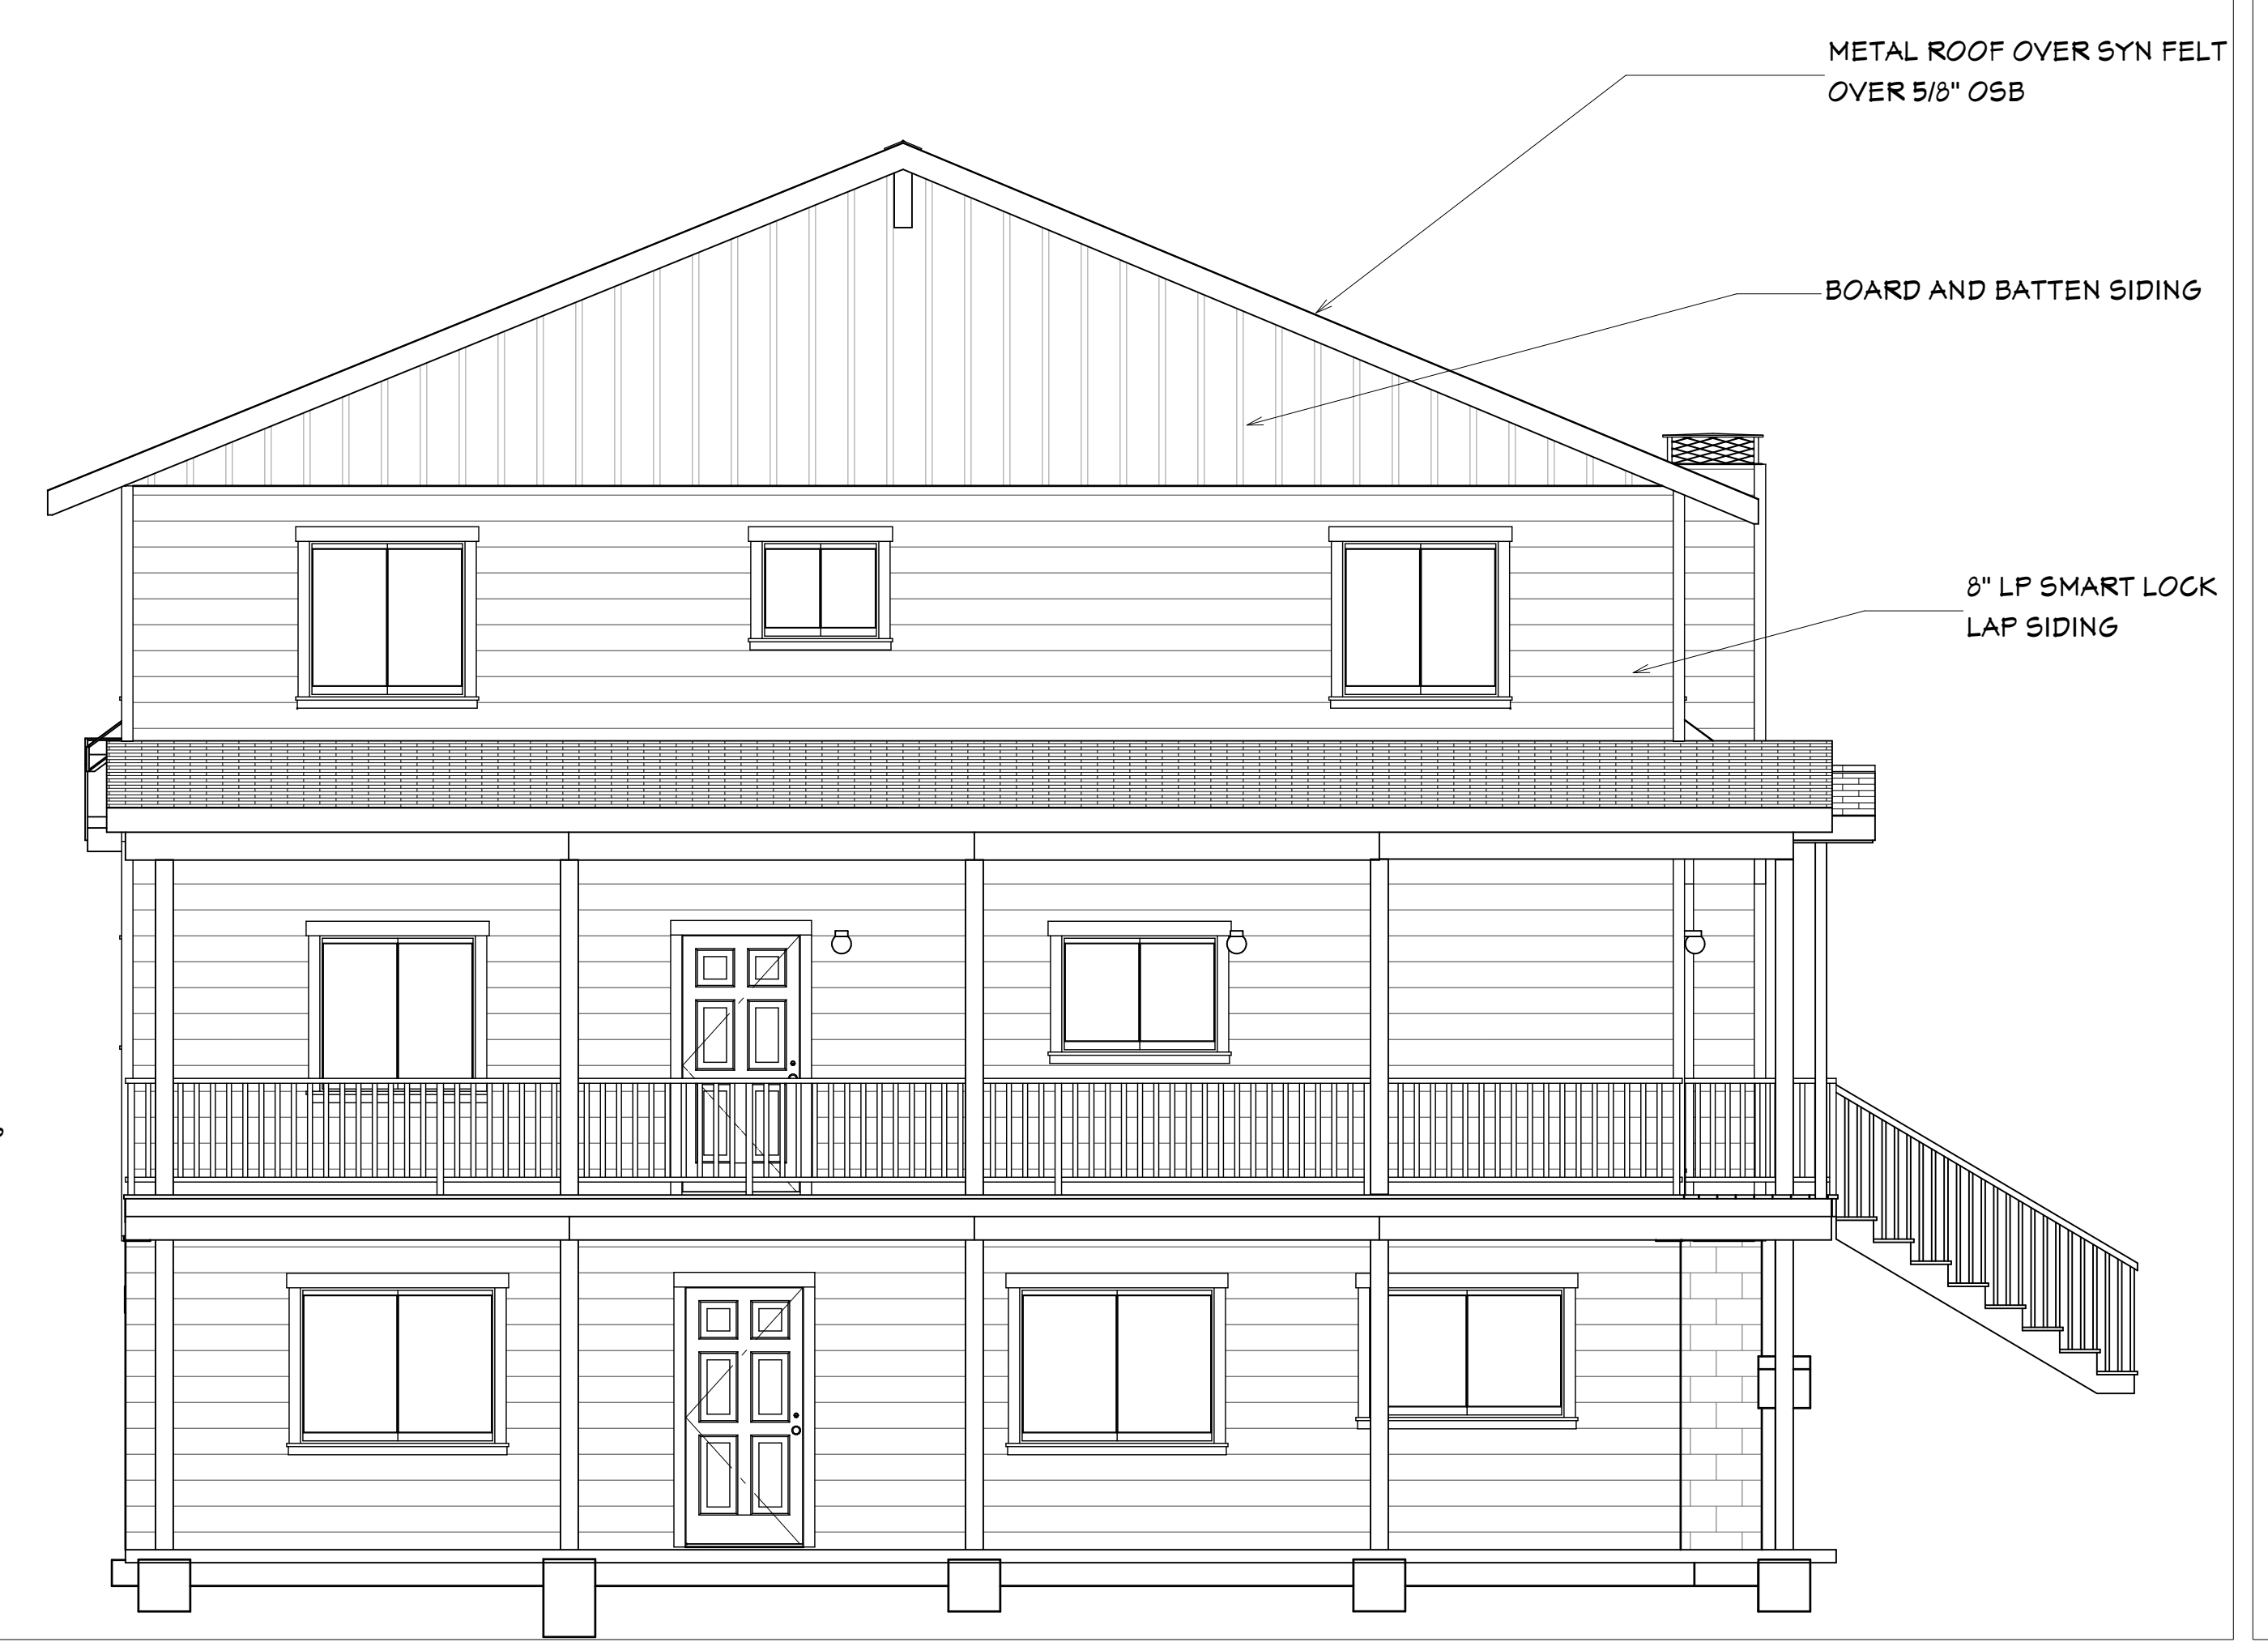 METAL ROOF OVER SYN FELT
OVER 5/8" OSB
BOARD AND BATTEN SIDING
8" LP SMART LOCK
LAP SIDING